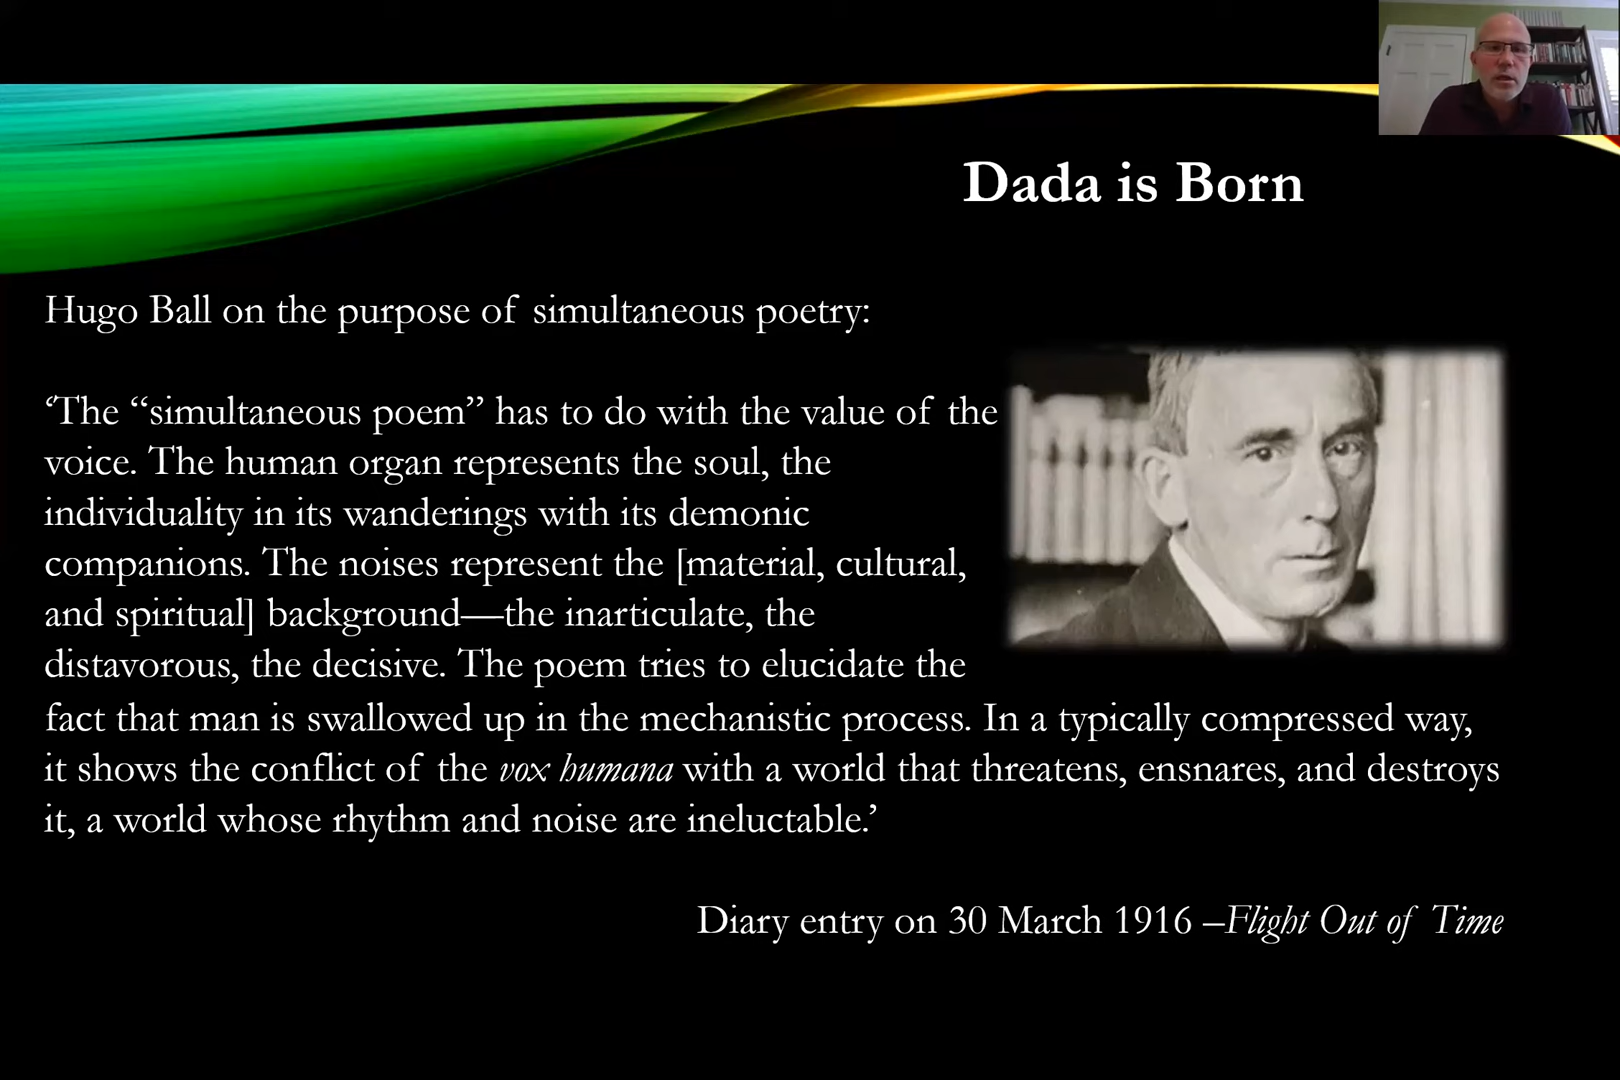 Dada is Born
Hugo Ball on the purpose of simultaneous poetry:
‘The “simultaneous poem” has to do with the value of the
voice. The human organ represents the soul, the
individuality in its wanderings with its demonic
companions. The noises represent the [material, cultural,
and spiritual] background—the inarticulate, the
distavorous, the decisive. The poem tries to elucidate the
fact that man is swallowed up in the mechanistic process. In a typically compressed way,
it shows the conflict of the vox humana with a world that threatens, ensnares, and destroys
it, a world whose rhythm and noise are ineluctable.’
Diary entry on 30 March 1916 –Flight Out of Time